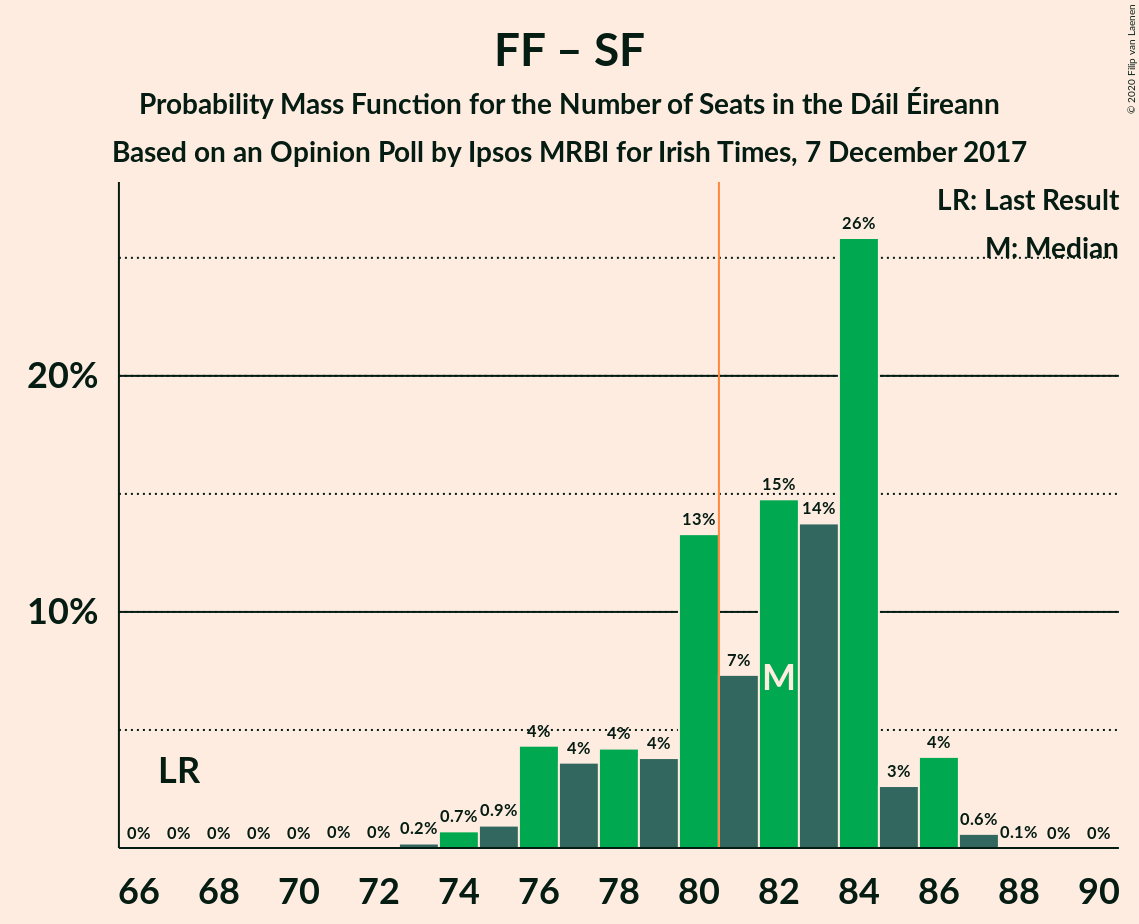 FF – SF
Probability Mass Function for the Number of Seats in the Dáil Éireann
Based on an Opinion Poll by Ipsos MRBI for Irish Times, 7 December 2017
© 2020 Filip van Laenen
LR: Last Result
M: Median
20%
10%
LR
M
0% 0% 0% 0% 0% 0% 0% 0.2% 0.7% 0.9% 4% 4% 4% 4% 13% 7% 15% 14% 26% 3% 4% 0.6% 0.1% 0% 0%
66 68 70 72 74 76 78 80 82 84 86 88 90